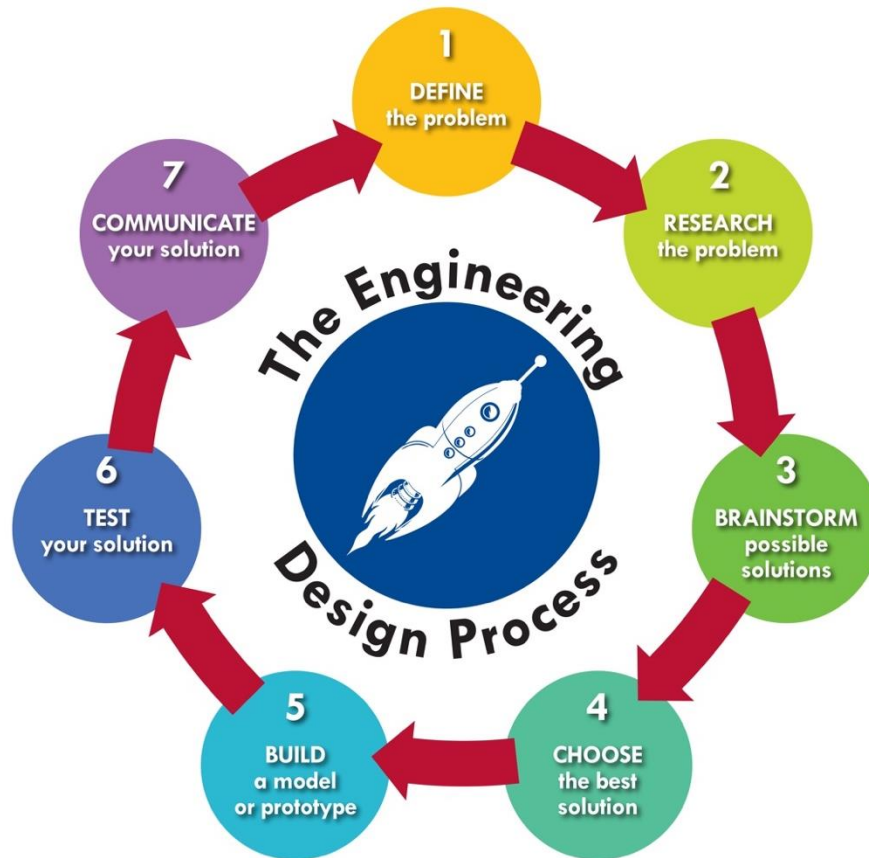 1
DEFINE
the problem
2
RESEARCH
the problem
3
BRAINSTORM
possible
solutions
4
CHOOSE
the best
solution
5
BUILD
a model
or prototype
6
TEST
your solution
7
COMMUNICATE
your solution
The Engineering
Design Process